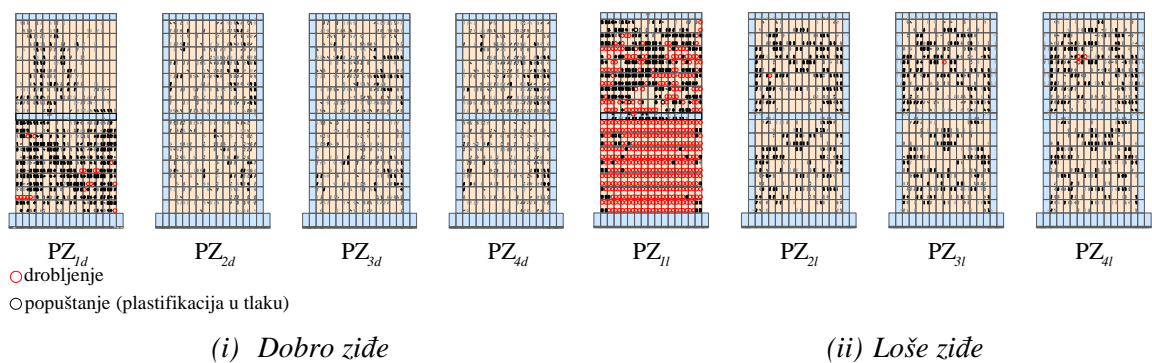 PZ1d PZ2d PZ3d PZ4d PZ1l PZ2l PZ3l PZ4l
drobljenje
popuštanje (plastifikacija u tlaku)
(i) Dobro ziđe (ii) Loše ziđe